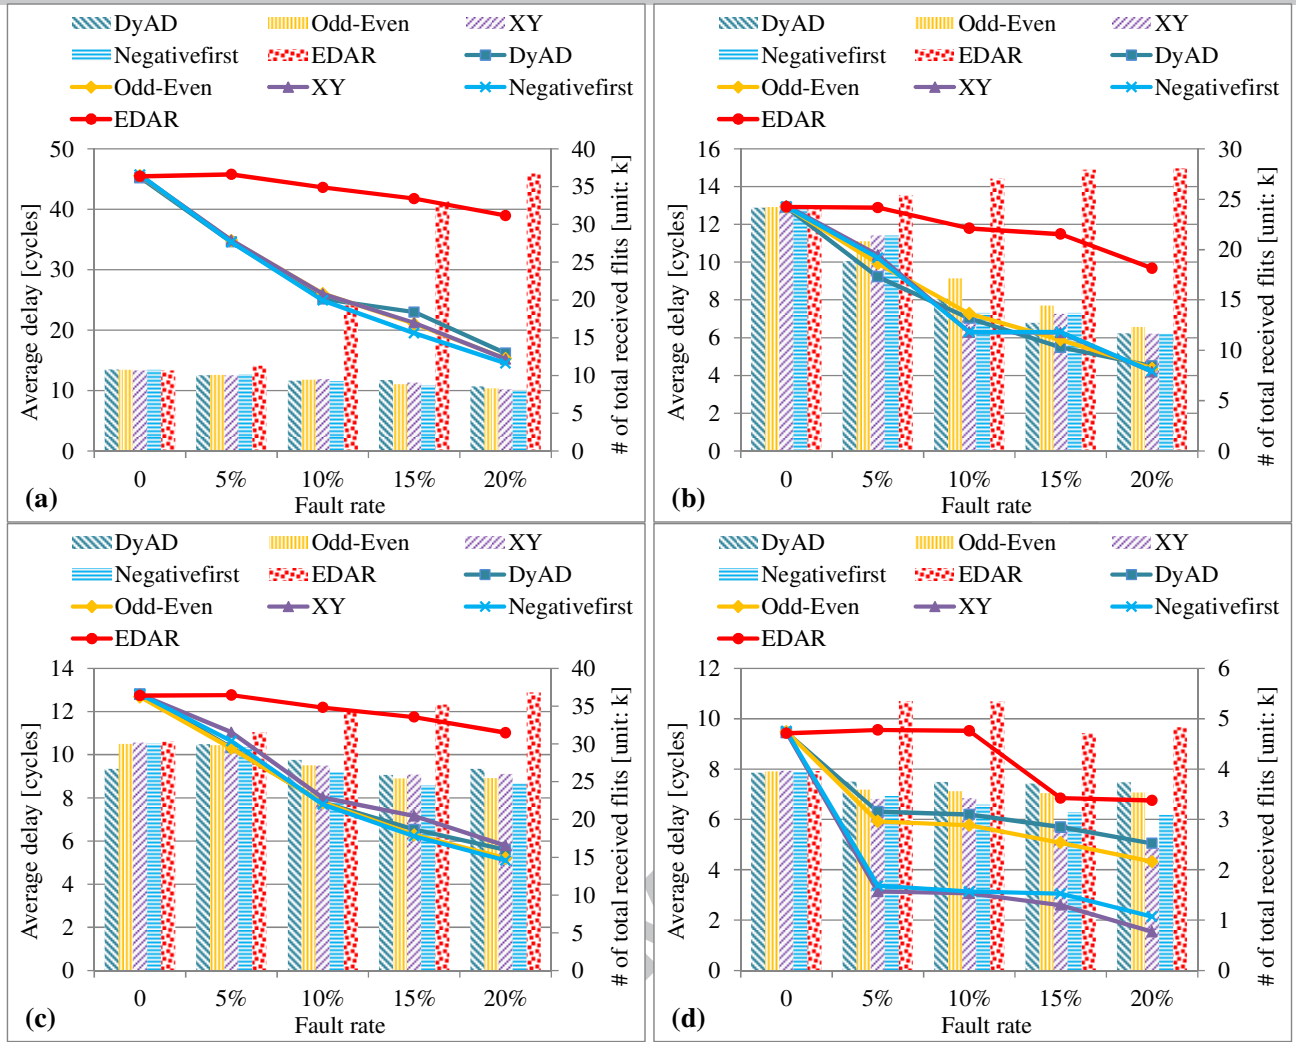 DyAD Odd-Even XY
Negativefirst EDAR DyAD
Odd-Even XY Negativefirst
EDAR
Average delay [cycles]
50
40
30
20
10
0
# of total received flits [unit: k]
40
35
30
25
20
15
10
5
0
0 5% 10% 15% 20%
Fault rate
(a)
DyAD Odd-Even XY
Negativefirst EDAR DyAD
Odd-Even XY Negativefirst
EDAR
Average delay [cycles]
16
14
12
10
8
6
4
2
0
# of total received flits [unit: k]
30
25
20
15
10
5
0
0 5% 10% 15% 20%
Fault rate
(b)
DyAD Odd-Even XY
Negativefirst EDAR DyAD
Odd-Even XY Negativefirst
EDAR
Average delay [cycles]
14
12
10
8
6
4
2
0
# of total received flits [unit: k]
40
35
30
25
20
15
10
5
0
0 5% 10% 15% 20%
Fault rate
(c)
DyAD Odd-Even XY
Negativefirst EDAR DyAD
Odd-Even XY Negativefirst
EDAR
Average delay [cycles]
12
10
8
6
4
2
0
# of total received flits [unit: k]
6
5
4
3
2
1
0
0 5% 10% 15% 20%
Fault rate
(d)